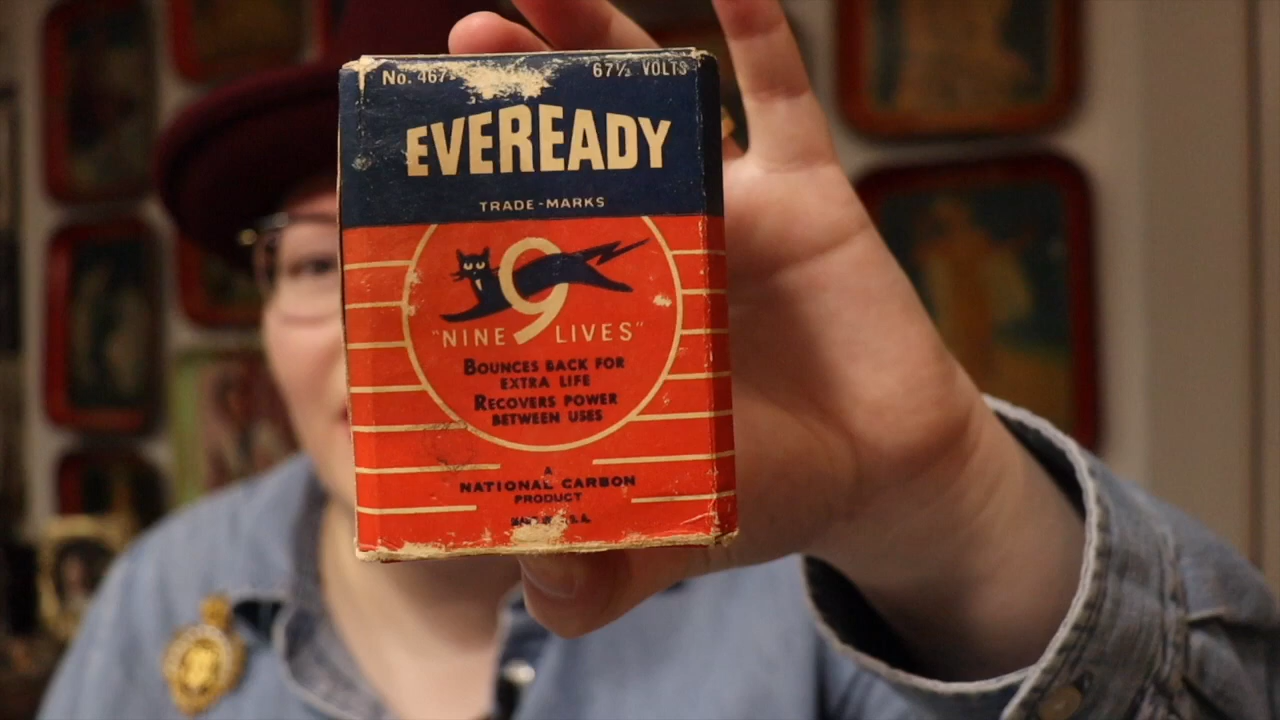 No. 467
67½ VOLTS
EVEREADY
TRADE-MARKS
9
"NINE LIVES"
BOUNCES BACK FOR
EXTRA LIFE
RECOVERS POWER
BETWEEN USES
A
NATIONAL CARBON
PRODUCT